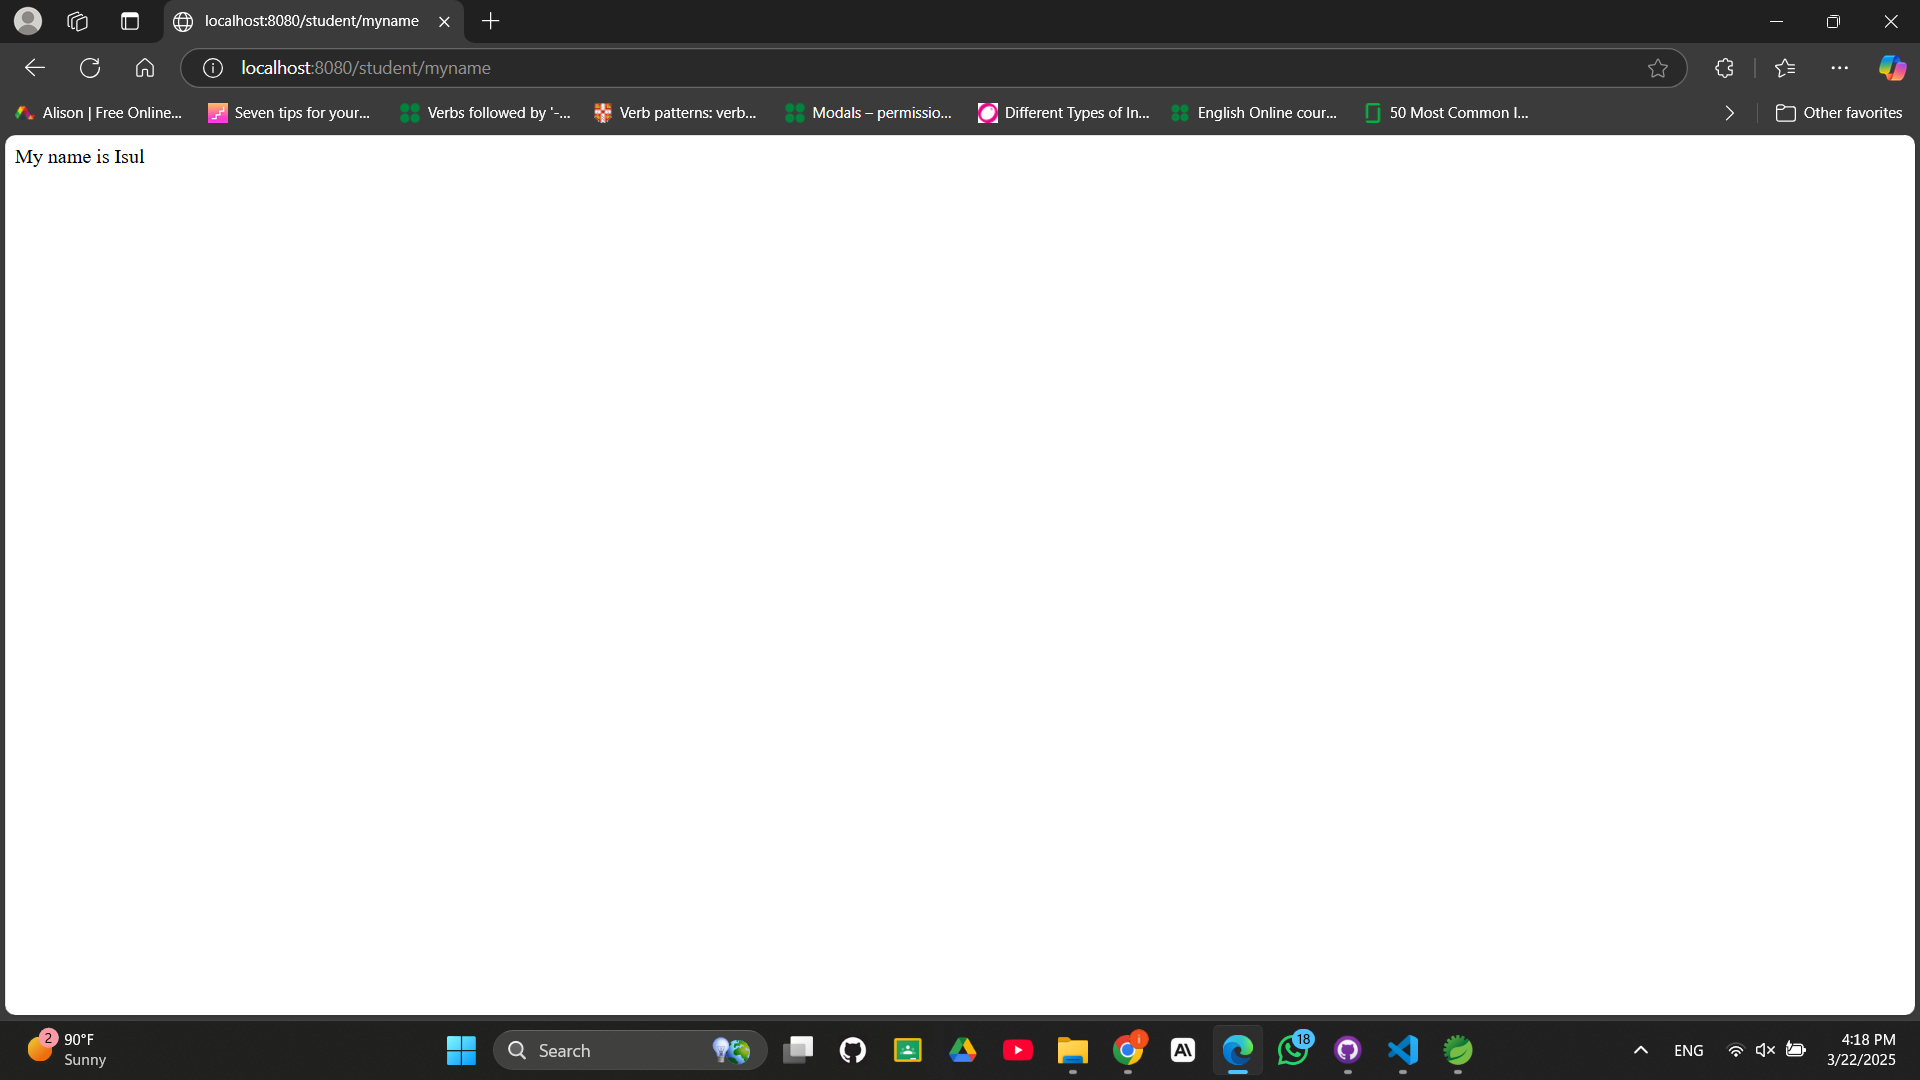 localhost:8080/student/myname
localhost:8080/student/myname
Alison | Free Online... Seven tips for your... Verbs followed by '-... Verb patterns: verb... Modals – permissio... Different Types of In... English Online cour... 50 Most Common I... Other favorites
My name is Isul
2
90°F
Sunny
Search
18
ENG
4:18 PM
3/22/2025